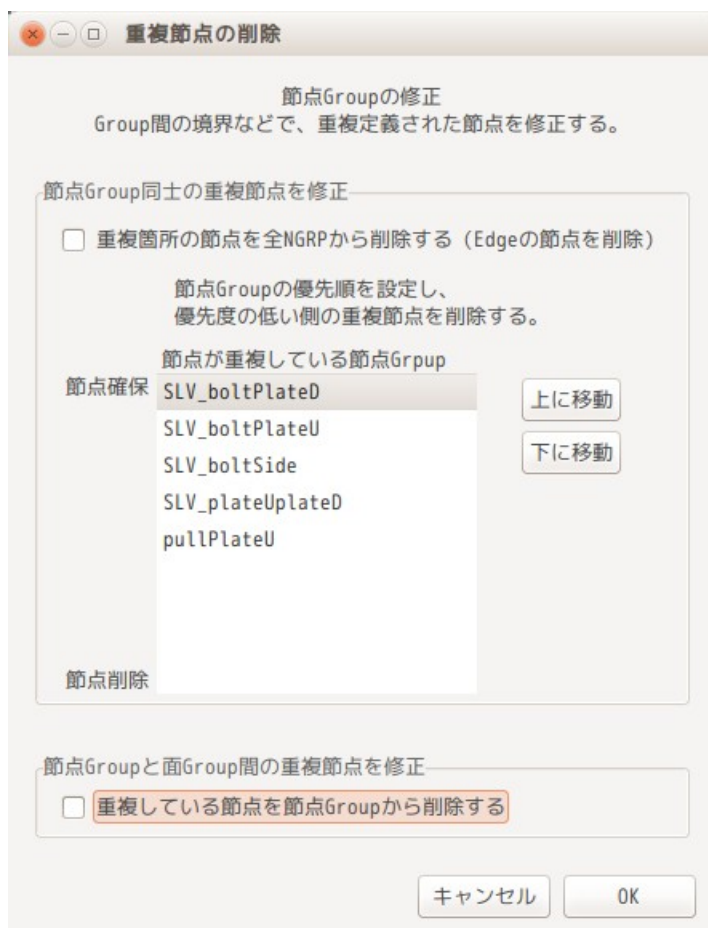 重複節点の削除
節点Groupの修正
Group間の境界などで、重複定義された節点を修正する。
節点Group同士の重複節点を修正
重複箇所の節点を全NGRPから削除する (Edgeの節点を削除)
節点Groupの優先順を設定し、
優先度の低い側の重複節点を削除する。
節点が重複している節点Grpup
節点確保
SLV_boltPlateD
上に移動
SLV_boltPlateU
下に移動
SLV_boltSide
SLV_plateUplateD
pullPlateU
節点削除
節点Groupと面Group間の重複節点を修正
重複している節点を節点Groupから削除する
キャンセル
OK